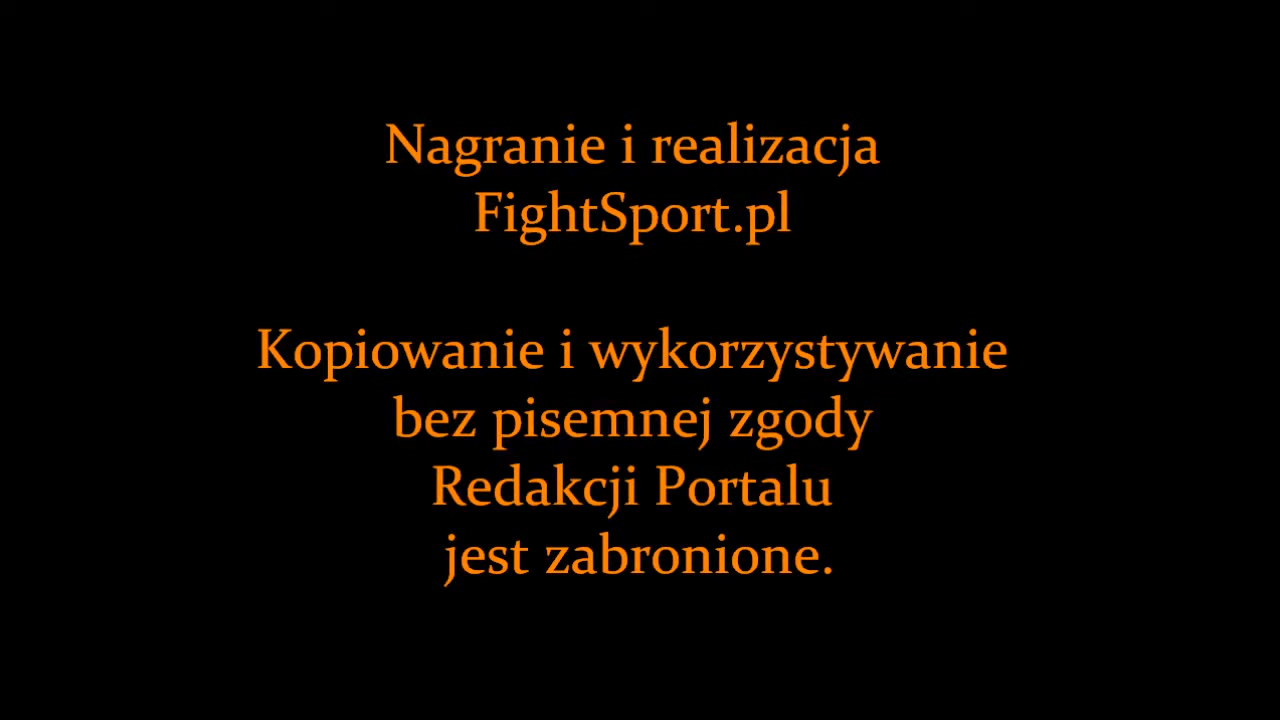 Nagranie i realizacja
FightSport.pl
Kopiowanie i wykorzystywanie
bez pisemnej zgody
Redakcji Portalu
jest zabronione.